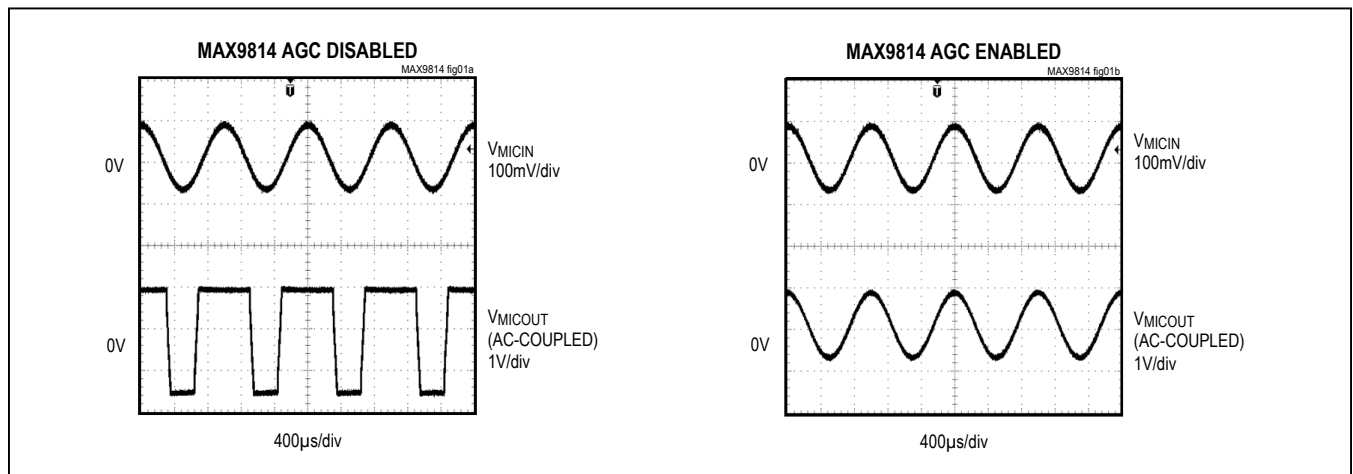 MAX9814 AGC DISABLED
MAX9814 fig01a
T
0V
VMICIN
100mV/div
0V
VMICOUT
(AC-COUPLED)
1V/div
400µs/div
MAX9814 AGC ENABLED
MAX9814 fig01b
T
0V
VMICIN
100mV/div
0V
VMICOUT
(AC-COUPLED)
1V/div
400µs/div